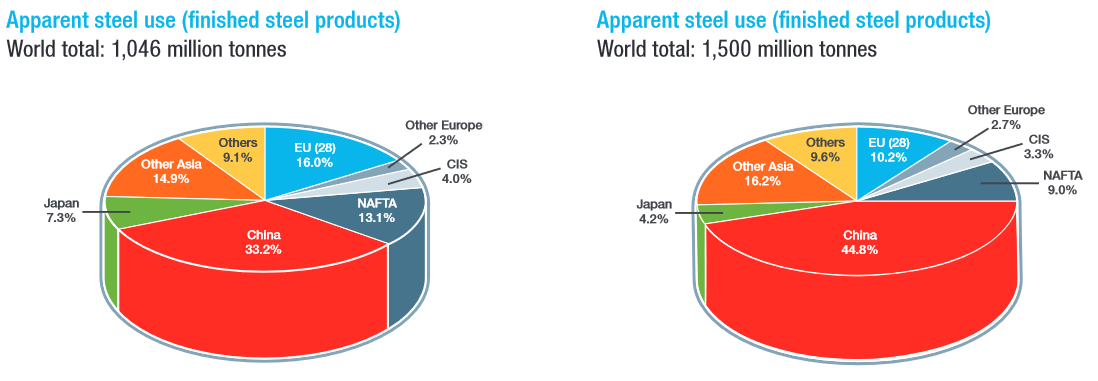 Apparent steel use (finished steel products)
World total: 1,046 million tonnes
Others
9.1%
EU (28)
16.0%
Other Europe
2.3%
CIS
4.0%
NAFTA
13.1%
China
33.2%
Japan
7.3%
Other Asia
14.9%
Apparent steel use (finished steel products)
World total: 1,500 million tonnes
Others
9.6%
EU (28)
10.2%
Other Europe
2.7%
CIS
3.3%
NAFTA
9.0%
China
44.8%
Japan
4.2%
Other Asia
16.2%